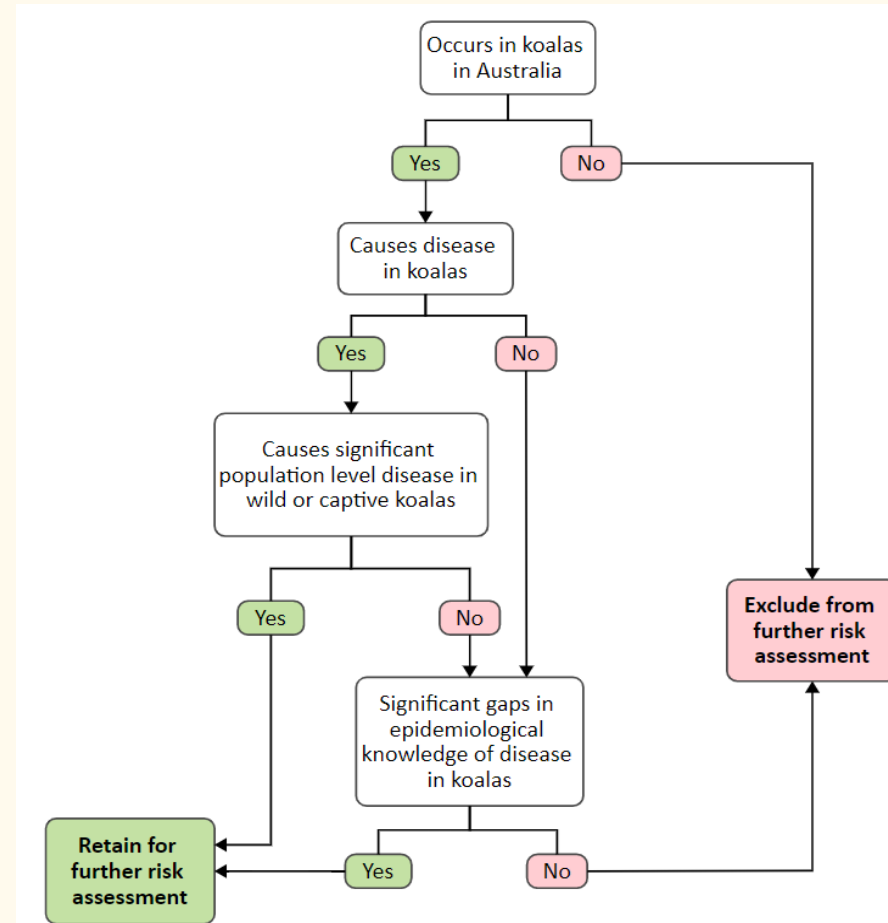 Occurs in koalas
in Australia
Yes
No
Causes disease
in koalas
Yes
No
Causes significant
population level disease in
wild or captive koalas
Yes
No
Exclude from
further risk
assessment
Significant gaps in
epidemiological
knowledge of disease
in koalas
Retain for
further risk
assessment
Yes
No